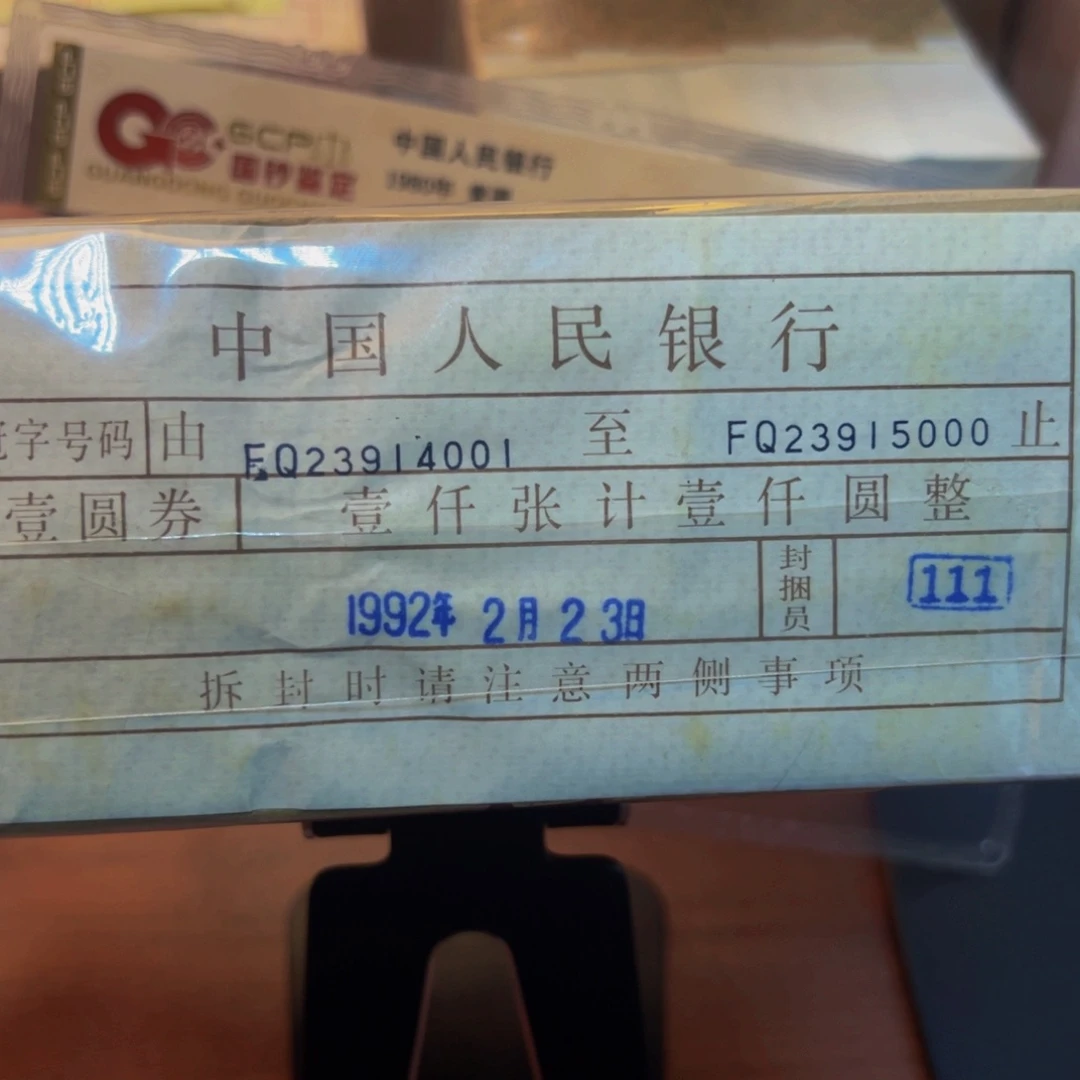 GCP
国钞鉴定
中国人民银行
1980年
中国人民银行
冠字号码 由 FQ23914001 至 FQ23915000 止
壹圆券 壹仟张计壹仟圆整
1992年 2月 23日 封捆员 111
拆封时请注意两侧事项